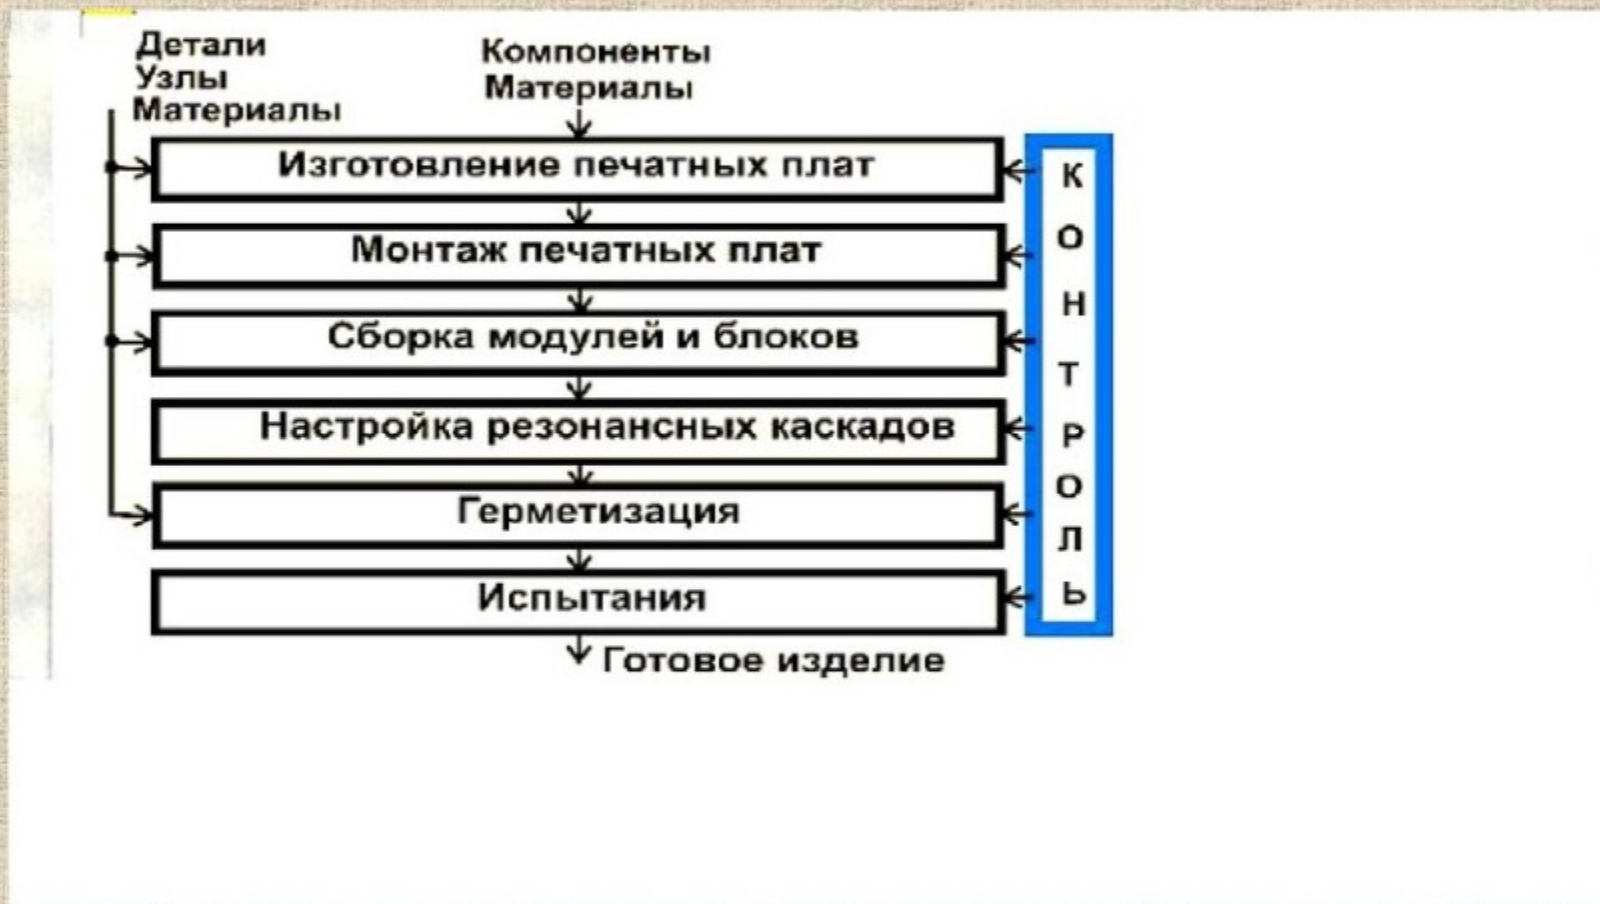 Детали
Узлы
Материалы
Компоненты
Материалы
Изготовление печатных плат
Монтаж печатных плат
Сборка модулей и блоков
Настройка резонансных каскадов
Герметизация
Испытания
Готовое изделие
К
О
Н
Т
Р
О
Л
Ь